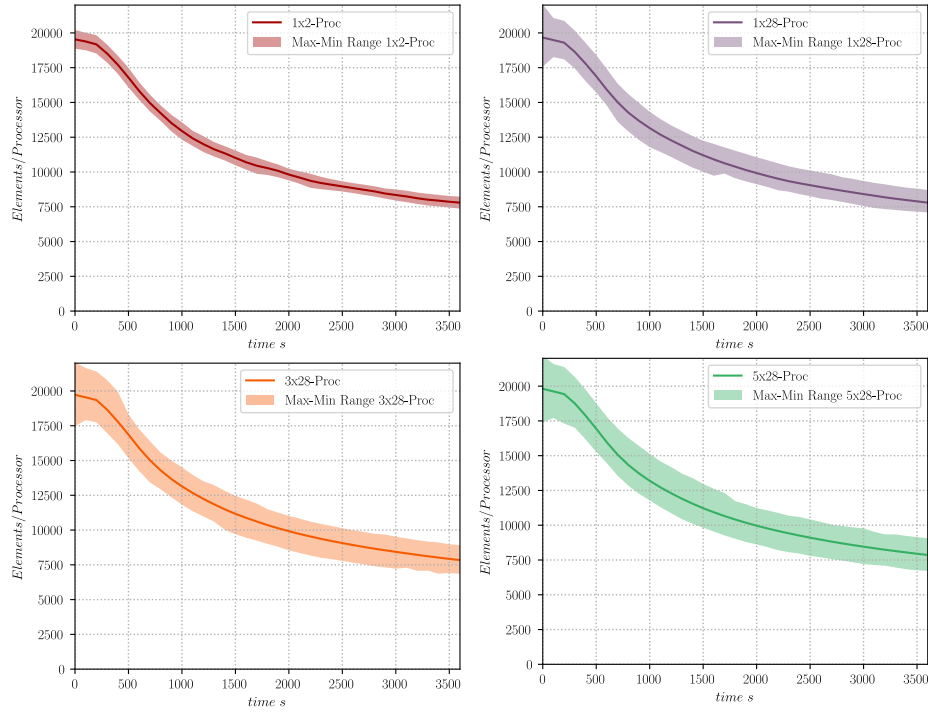 1x2-Proc
Max-Min Range 1x2-Proc
20000
17500
15000
12500
10000
7500
5000
2500
0
Elements/Processor
0 500 1000 1500 2000 2500 3000 3500
time s
1x28-Proc
Max-Min Range 1x28-Proc
20000
17500
15000
12500
10000
7500
5000
2500
0
Elements/Processor
0 500 1000 1500 2000 2500 3000 3500
time s
3x28-Proc
Max-Min Range 3x28-Proc
20000
17500
15000
12500
10000
7500
5000
2500
0
Elements/Processor
0 500 1000 1500 2000 2500 3000 3500
time s
5x28-Proc
Max-Min Range 5x28-Proc
20000
17500
15000
12500
10000
7500
5000
2500
0
Elements/Processor
0 500 1000 1500 2000 2500 3000 3500
time s